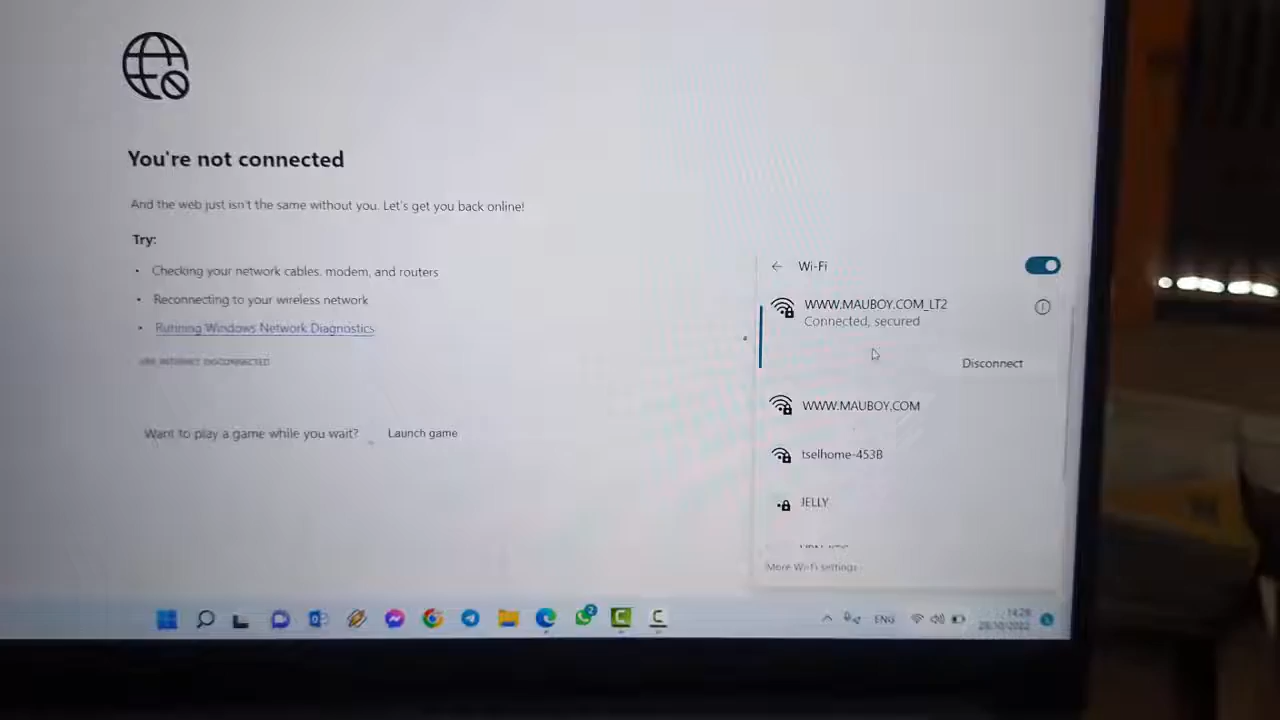 You're not connected
And the web just isn't the same without you. Let's get you back online!
Try:
• Checking your network cables, modem, and routers
• Reconnecting to your wireless network
• Running Windows Network Diagnostics
Want to play a game while you wait?
Launch game
Wi-Fi
WWW.MAUBOY.COM_LT2
Connected, secured
Disconnect
WWW.MAUBOY.COM
tselhome-453B
JELLY
More Wi-Fi settings
2
ENG
14:28